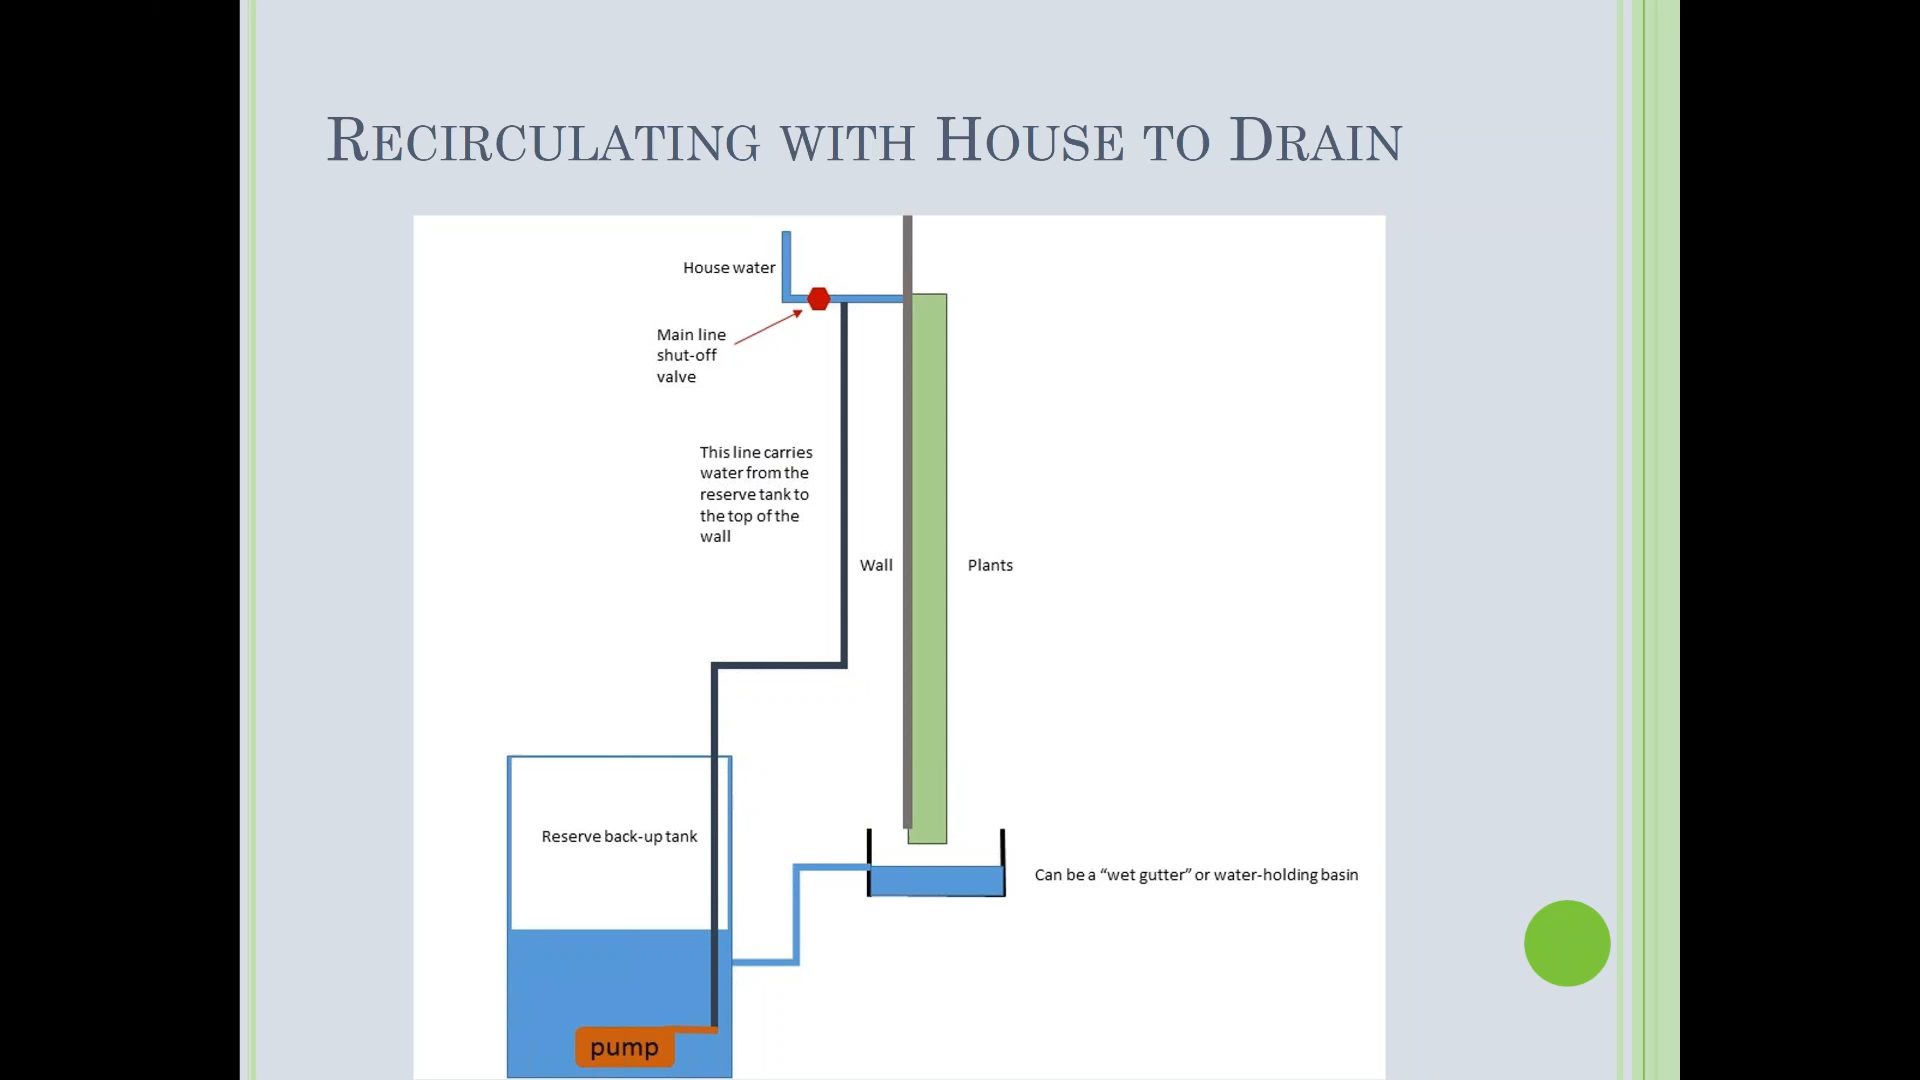 Recirculating with House to Drain
House water
Main line
shut-off
valve
This line carries
water from the
reserve tank to
the top of the
wall
Wall
Plants
Reserve back-up tank
Can be a “wet gutter” or water-holding basin
pump